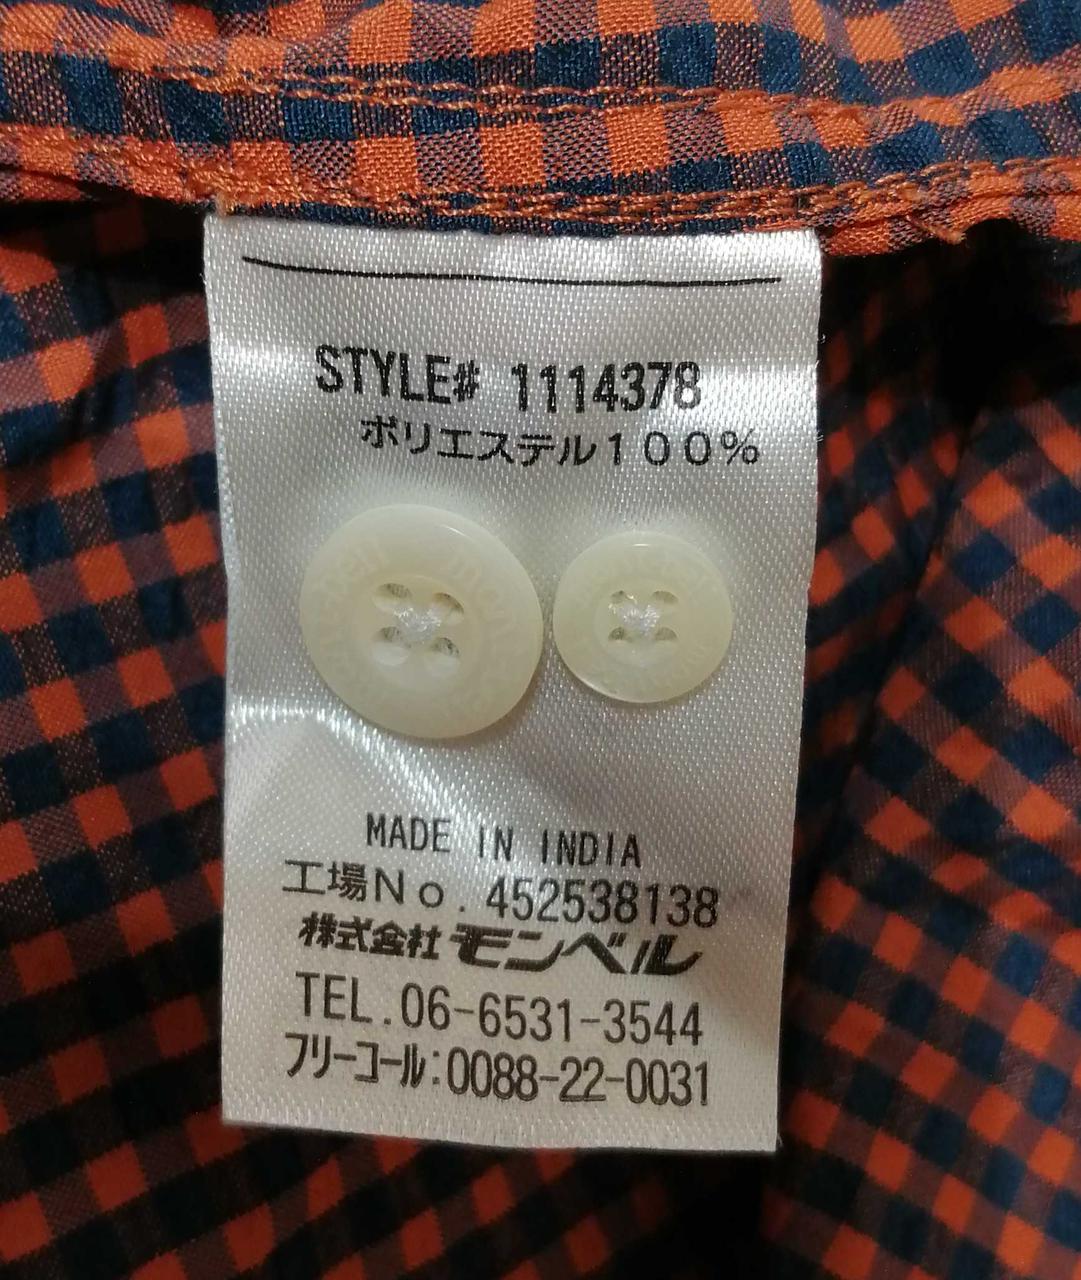 STYLE# 1114378
ポリエステル100%
mont-bell
MADE IN INDIA
工場No. 452538138
株式会社モンベル
TEL.06-6531-3544
フリーコール:0088-22-0031